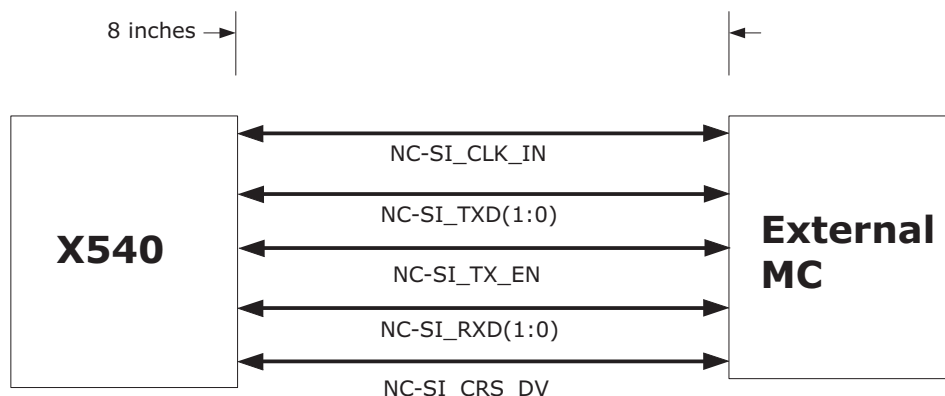 8 inches
NC-SI_CLK_IN
NC-SI_TXD(1:0)
X540
External
MC
NC-SI_TX_EN
NC-SI_RXD(1:0)
NC-SI_CRS_DV